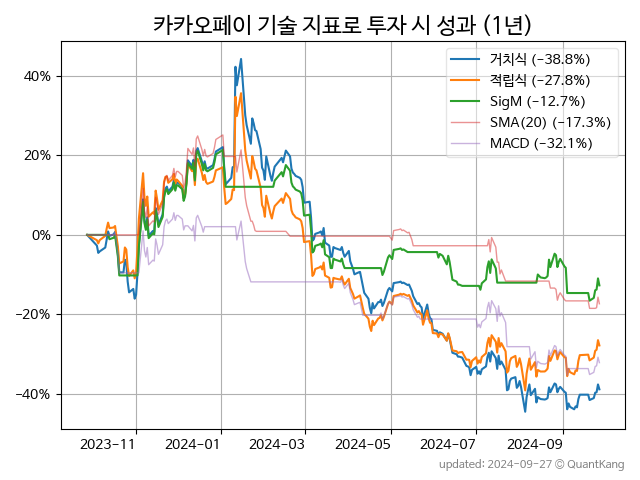 카카오페이 기술 지표로 투자 시 성과 (1년)
거치식 (−38.8%)
적립식 (−27.8%)
SigM (−12.7%)
SMA(20) (−17.3%)
MACD (−32.1%)
40%
20%
0%
−20%
−40%
2023-11 2024-01 2024-03 2024-05 2024-07 2024-09
updated: 2024-09-27 © QuantKang